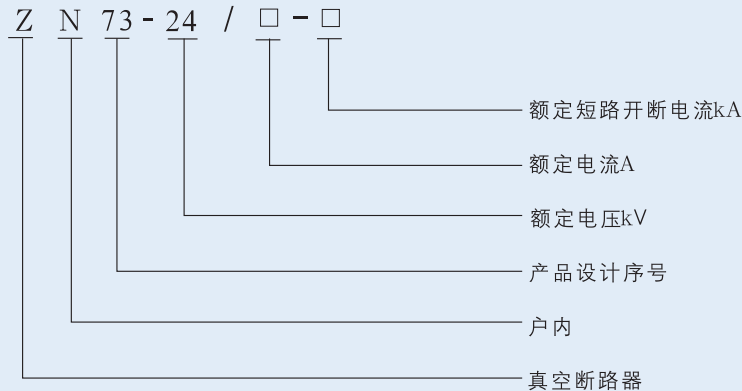 ZN73-24/□-□
额定短路开断电流kA
额定电流A
额定电压kV
产品设计序号
户内
真空断路器